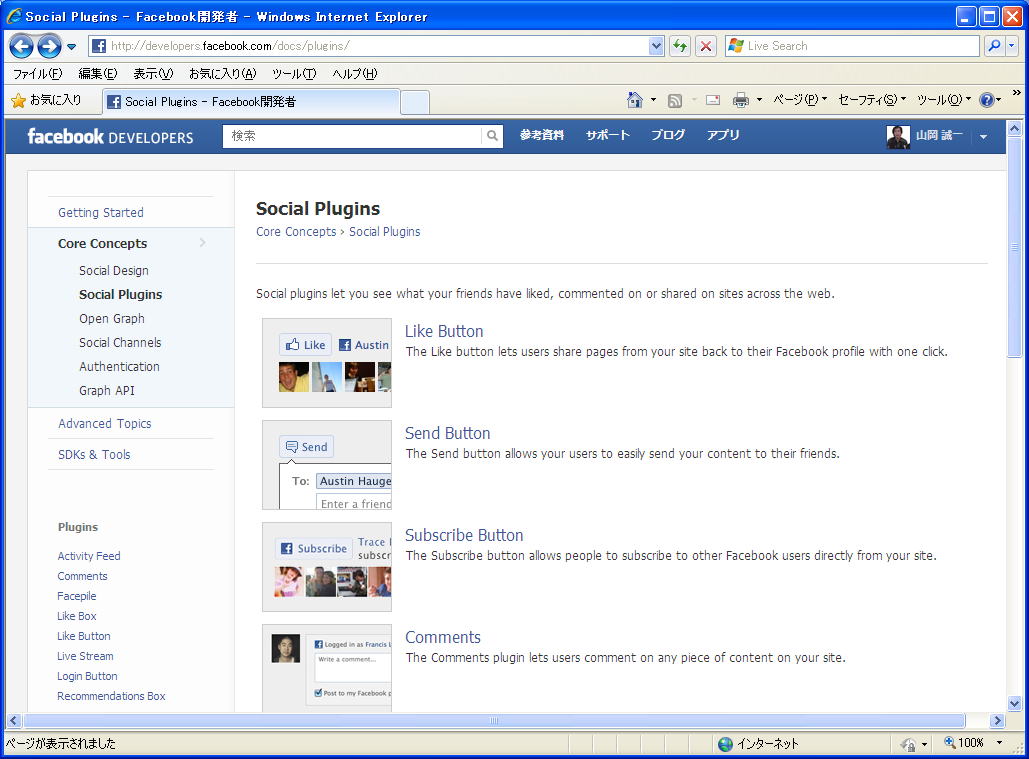 Social Plugins - Facebook開発者 - Windows Internet Explorer
http://developers.facebook.com/docs/plugins/
Live Search
ファイル(F) 編集(E) 表示(V) お気に入り(A) ツール(T) ヘルプ(H)
お気に入り
Social Plugins - Facebook開発者
ページ(P) セーフティ(S) ツール(O)
facebook DEVELOPERS
検索
参考資料 サポート ブログ アプリ
山岡 誠一
Getting Started
Core Concepts
Social Design
Social Plugins
Open Graph
Social Channels
Authentication
Graph API
Advanced Topics
SDKs & Tools
Plugins
Activity Feed
Comments
Facepile
Like Box
Like Button
Live Stream
Login Button
Recommendations Box
Social Plugins
Core Concepts › Social Plugins
Social plugins let you see what your friends have liked, commented on or shared on sites across the web.
Like Austin
Like Button
The Like button lets users share pages from your site back to their Facebook profile with one click.
Send
To: Austin Hauge
Enter a friend
Send Button
The Send button allows your users to easily send your content to their friends.
Subscribe
Trace
subscr
Subscribe Button
The Subscribe button allows people to subscribe to other Facebook users directly from your site.
Logged in as Francis L
Write a comment...
Post to my Facebook p
Comments
The Comments plugin lets users comment on any piece of content on your site.
ページが表示されました
インターネット
100%